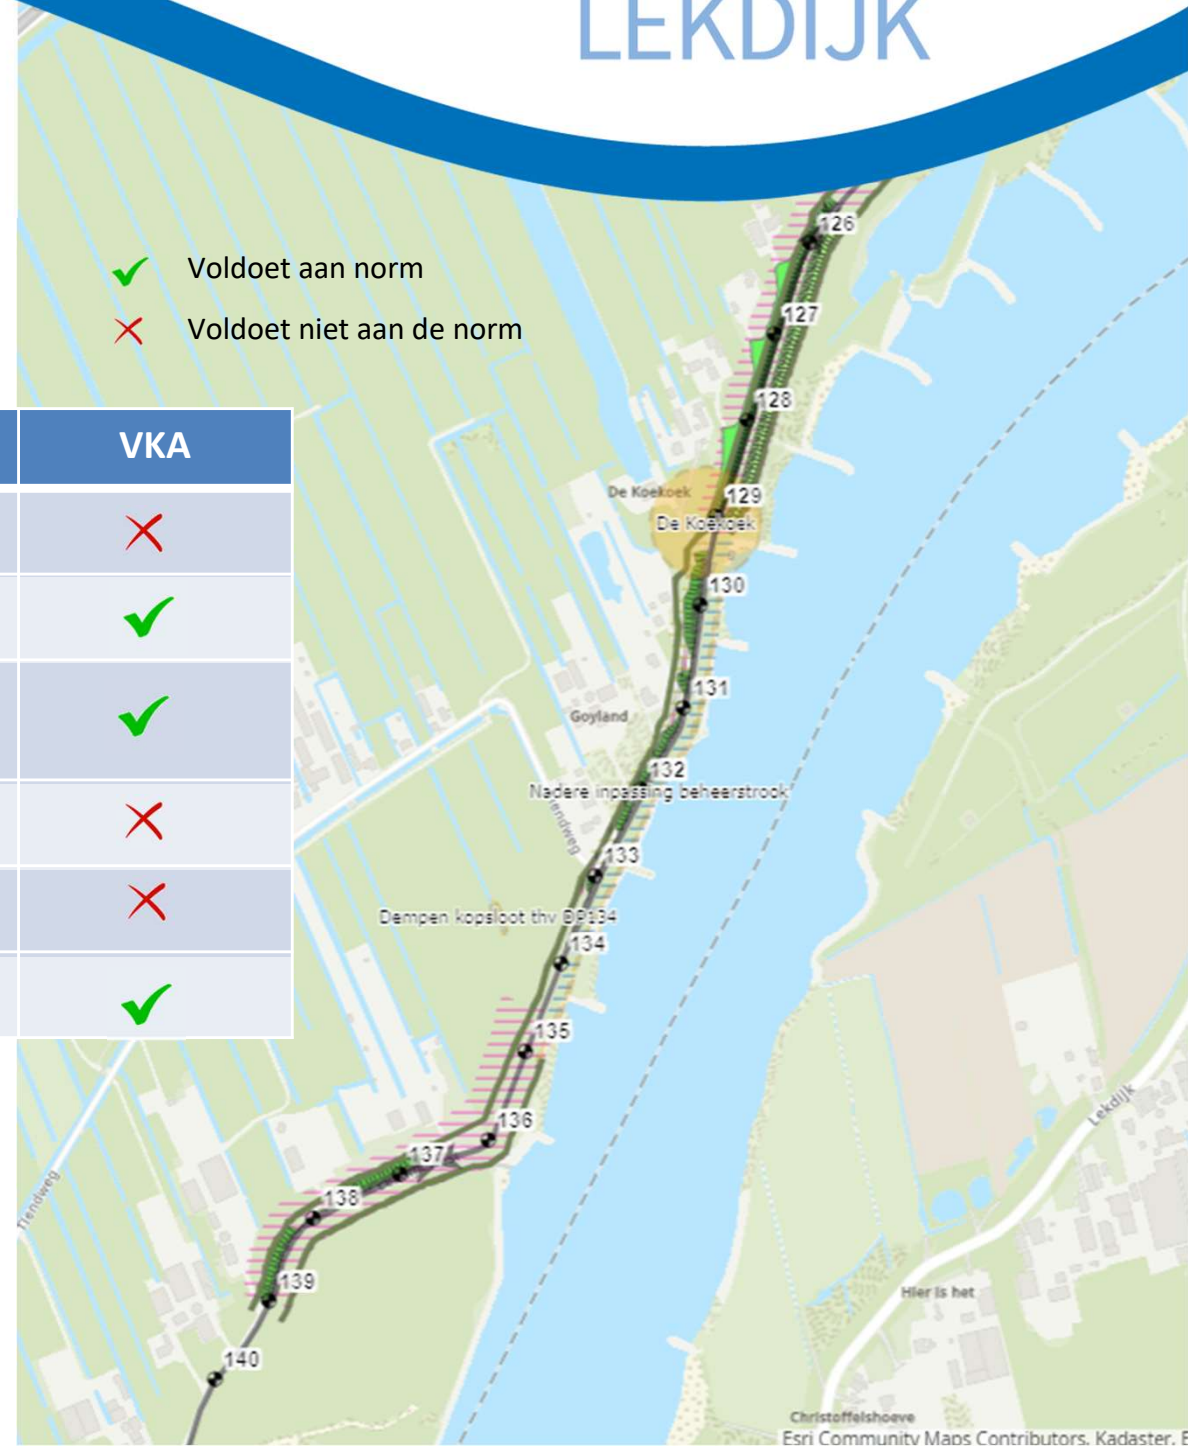 LEKDIJK
Voldoet aan norm
Voldoet niet aan de norm
VKA
126
127
128
129
De Koekoek
De Koekoek
130
131
Goyland
132
Nadere inpassing beheerstrook
Tiendweg
133
Dempen kopsloot thv DP134
134
135
136
137
138
139
140
Tiendweg
Lekdijk
Hier is het
Christoffelshoeve
Esri Community Maps Contributors, Kadaster, E